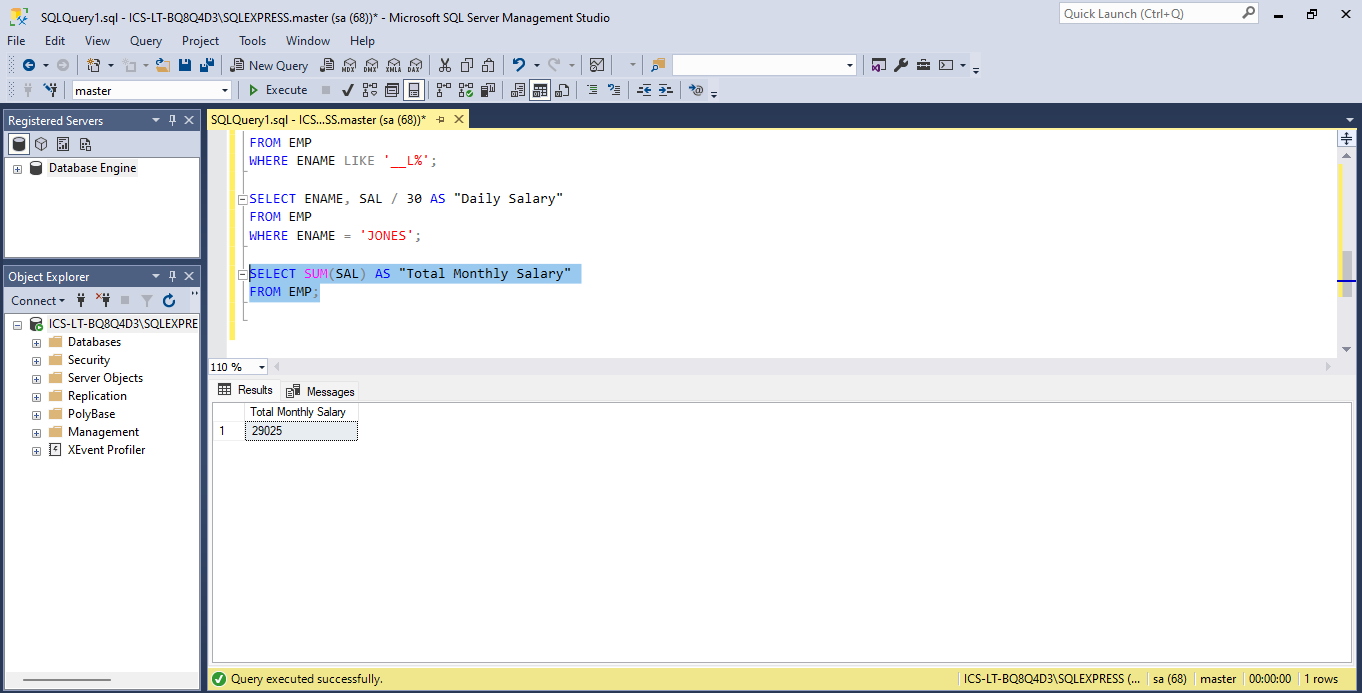 SQLQuery1.sql - ICS-LT-BQ8Q4D3\SQLEXPRESS.master (sa (68))* - Microsoft SQL Server Management Studio
Quick Launch (Ctrl+Q)
File Edit View Query Project Tools Window Help
New Query MDX DMX XMLA DAX
master Execute
Registered Servers
Database Engine
Object Explorer
Connect
ICS-LT-BQ8Q4D3\SQLEXPRE
Databases
Security
Server Objects
Replication
PolyBase
Management
XEvent Profiler
SQLQuery1.sql - ICS...SS.master (sa (68))*
FROM EMP
WHERE ENAME LIKE '__L%';
SELECT ENAME, SAL / 30 AS "Daily Salary"
FROM EMP
WHERE ENAME = 'JONES';
SELECT SUM(SAL) AS "Total Monthly Salary"
FROM EMP;
110 %
Results Messages
Total Monthly Salary
1 29025
Query executed successfully.
ICS-LT-BQ8Q4D3\SQLEXPRESS (... sa (68) master 00:00:00 1 rows